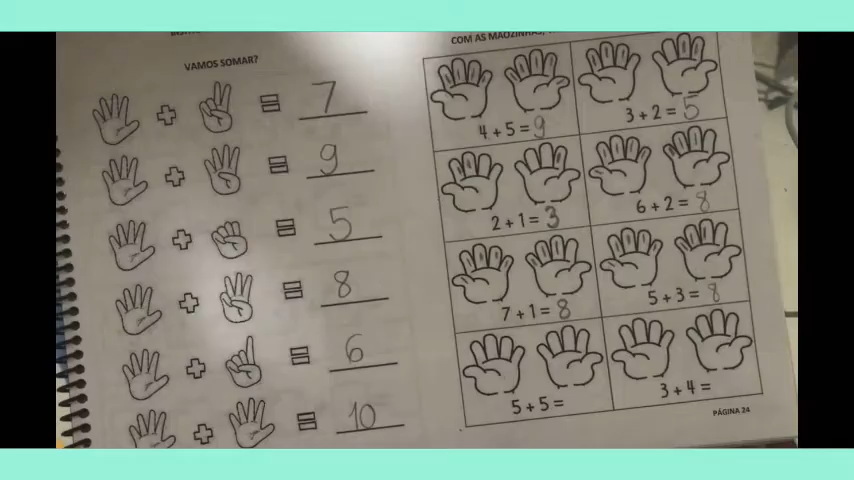 VAMOS SOMAR?
+ = 7
+ = 9
+ = 5
+ = 8
+ = 6
+ = 10
COM AS MÃOZINHAS,
4 + 5 = 9
3 + 2 = 5
2 + 1 = 3
6 + 2 = 8
7 + 1 = 8
5 + 3 = 8
5 + 5 =
3 + 4 =
PÁGINA 24